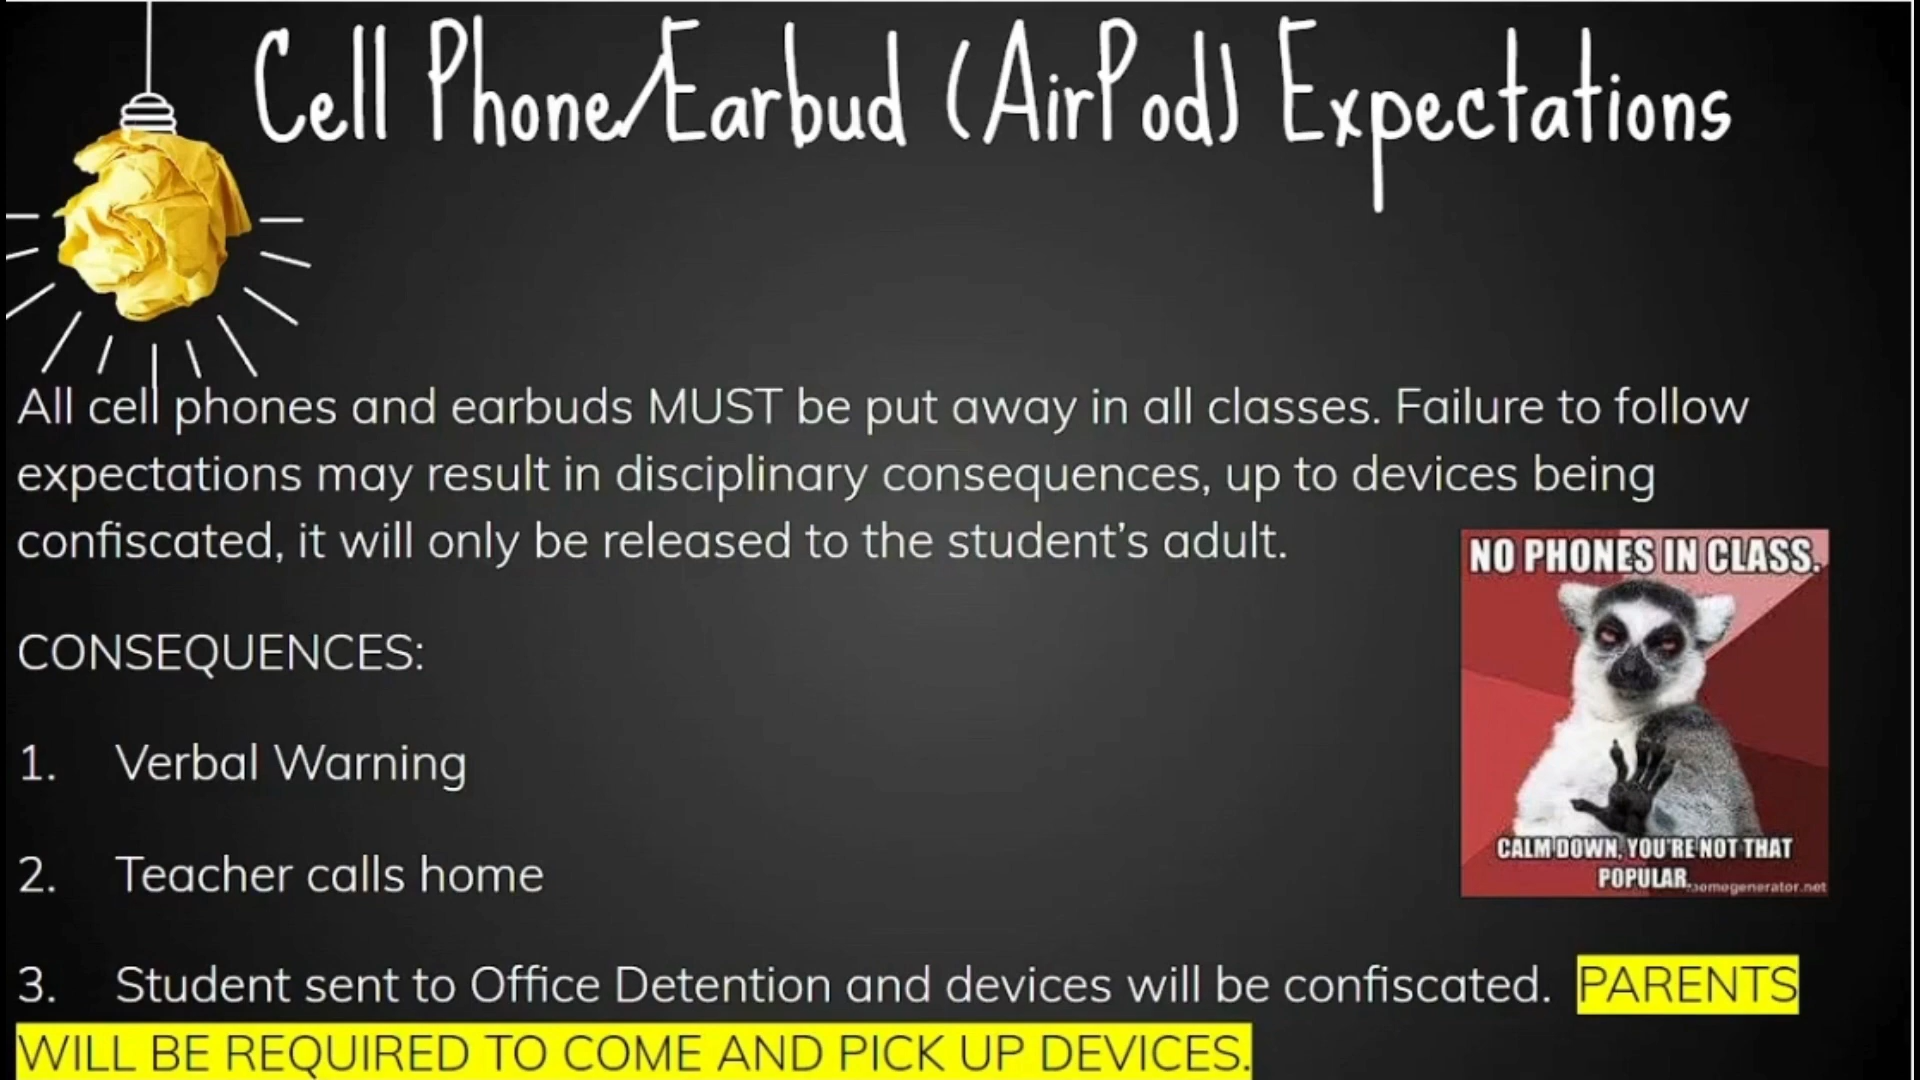 Cell Phone/Earbud (AirPod) Expectations
All cell phones and earbuds MUST be put away in all classes. Failure to follow
expectations may result in disciplinary consequences, up to devices being
confiscated, it will only be released to the student’s adult.
NO PHONES IN CLASS.
CALM DOWN, YOU'RE NOT THAT
POPULAR.
CONSEQUENCES:
1. Verbal Warning
2. Teacher calls home
3. Student sent to Office Detention and devices will be confiscated. PARENTS
WILL BE REQUIRED TO COME AND PICK UP DEVICES.